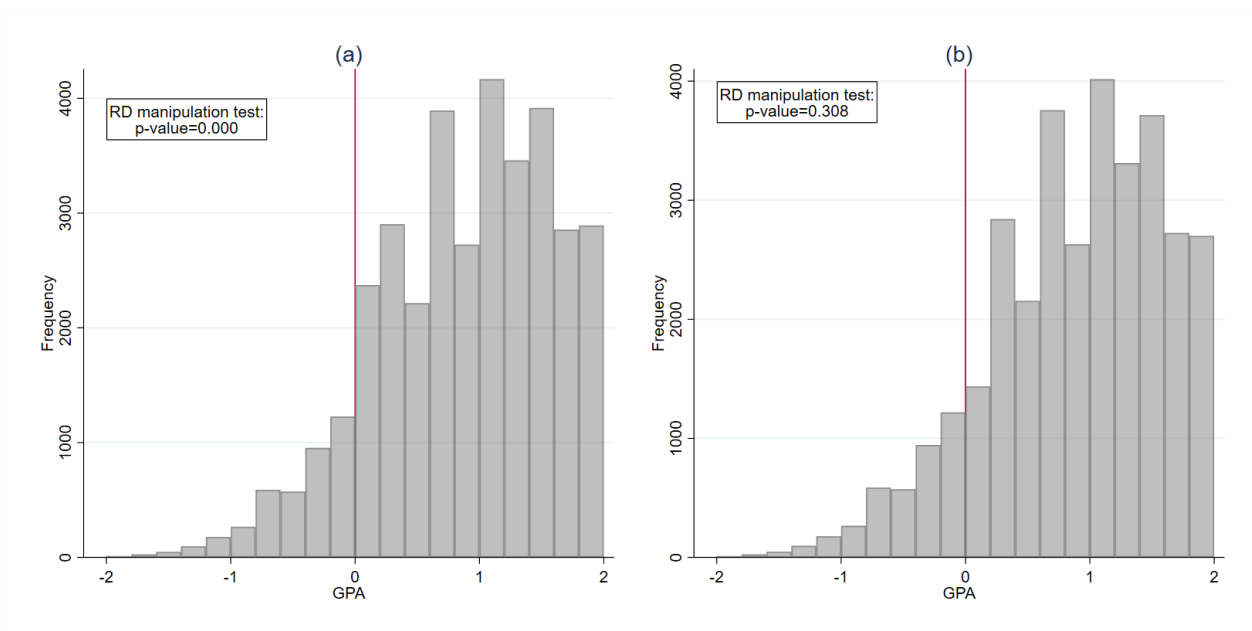 (a)
RD manipulation test:
p-value=0.000
Frequency
4000
3000
2000
1000
0
-2
-1
0
1
2
GPA
(b)
RD manipulation test:
p-value=0.308
Frequency
4000
3000
2000
1000
0
-2
-1
0
1
2
GPA